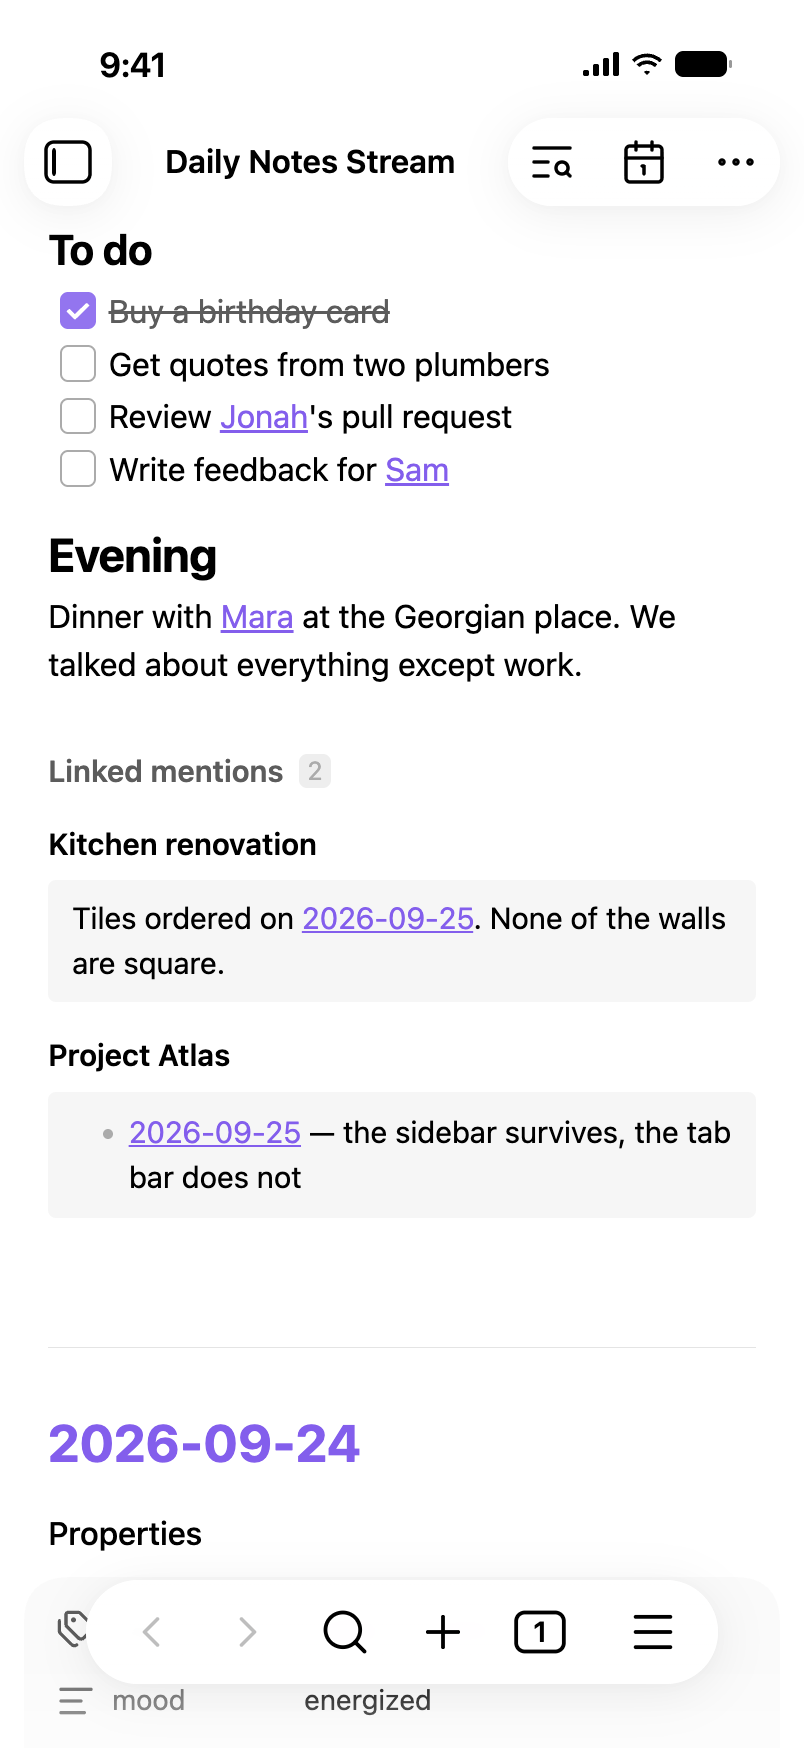 9:41
Daily Notes Stream
1
To do
Buy a birthday card
Get quotes from two plumbers
Review Jonah's pull request
Write feedback for Sam
Evening
Dinner with Mara at the Georgian place. We
talked about everything except work.
Linked mentions 2
Kitchen renovation
Tiles ordered on 2026-09-25. None of the walls
are square.
Project Atlas
2026-09-25 — the sidebar survives, the tab
bar does not
2026-09-24
Properties
1
mood energized